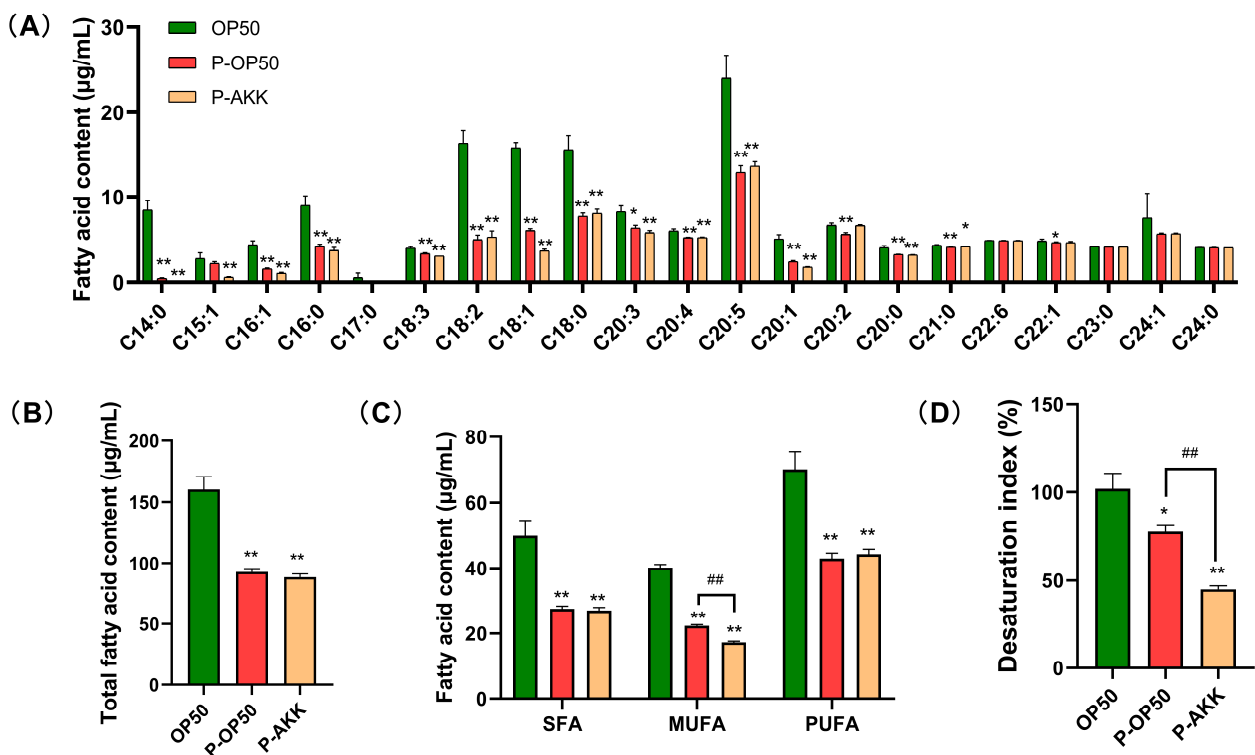 (A)
Fatty acid content (μg/mL)
30
20
10
0
OP50
P-OP50
P-AKK
** ** ** ** ** ** ** ** ** ** ** ** ** ** ** ** * ** ** ** ** ** ** ** ** ** ** ** * *
C14:0 C15:1 C16:1 C16:0 C17:0 C18:3 C18:2 C18:1 C18:0 C20:3 C20:4 C20:5 C20:1 C20:2 C20:0 C21:0 C22:6 C22:1 C23:0 C24:1 C24:0
(B)
Total fatty acid content (μg/mL)
200
150
100
50
0
** **
OP50 P-OP50 P-AKK
(C)
Fatty acid content (μg/mL)
80
60
40
20
0
** ** ** ** ## ** **
SFA MUFA PUFA
(D)
Desaturation index (%)
150
100
50
0
* ## **
OP50 P-OP50 P-AKK